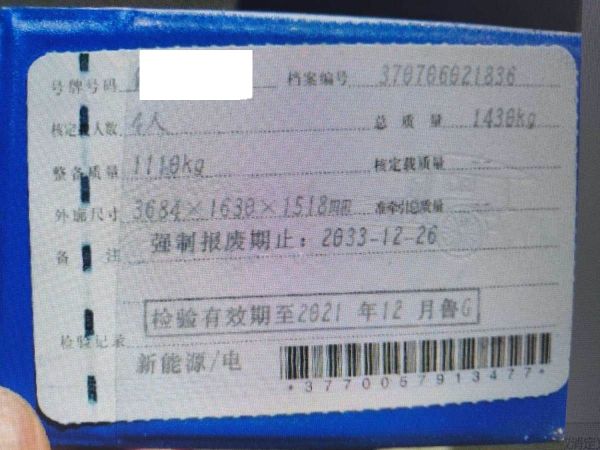 号牌号码 档案编号 370706021836
核定载人数 4人 总质量 1430kg
整备质量 1110kg 核定载质量 --
外廓尺寸 3684×1630×1518mm 准牵引总质量 --
备注 强制报废期止：2033-12-26
检验有效期至2021年12月鲁G
检验记录
新能源/电
*3770057913477*